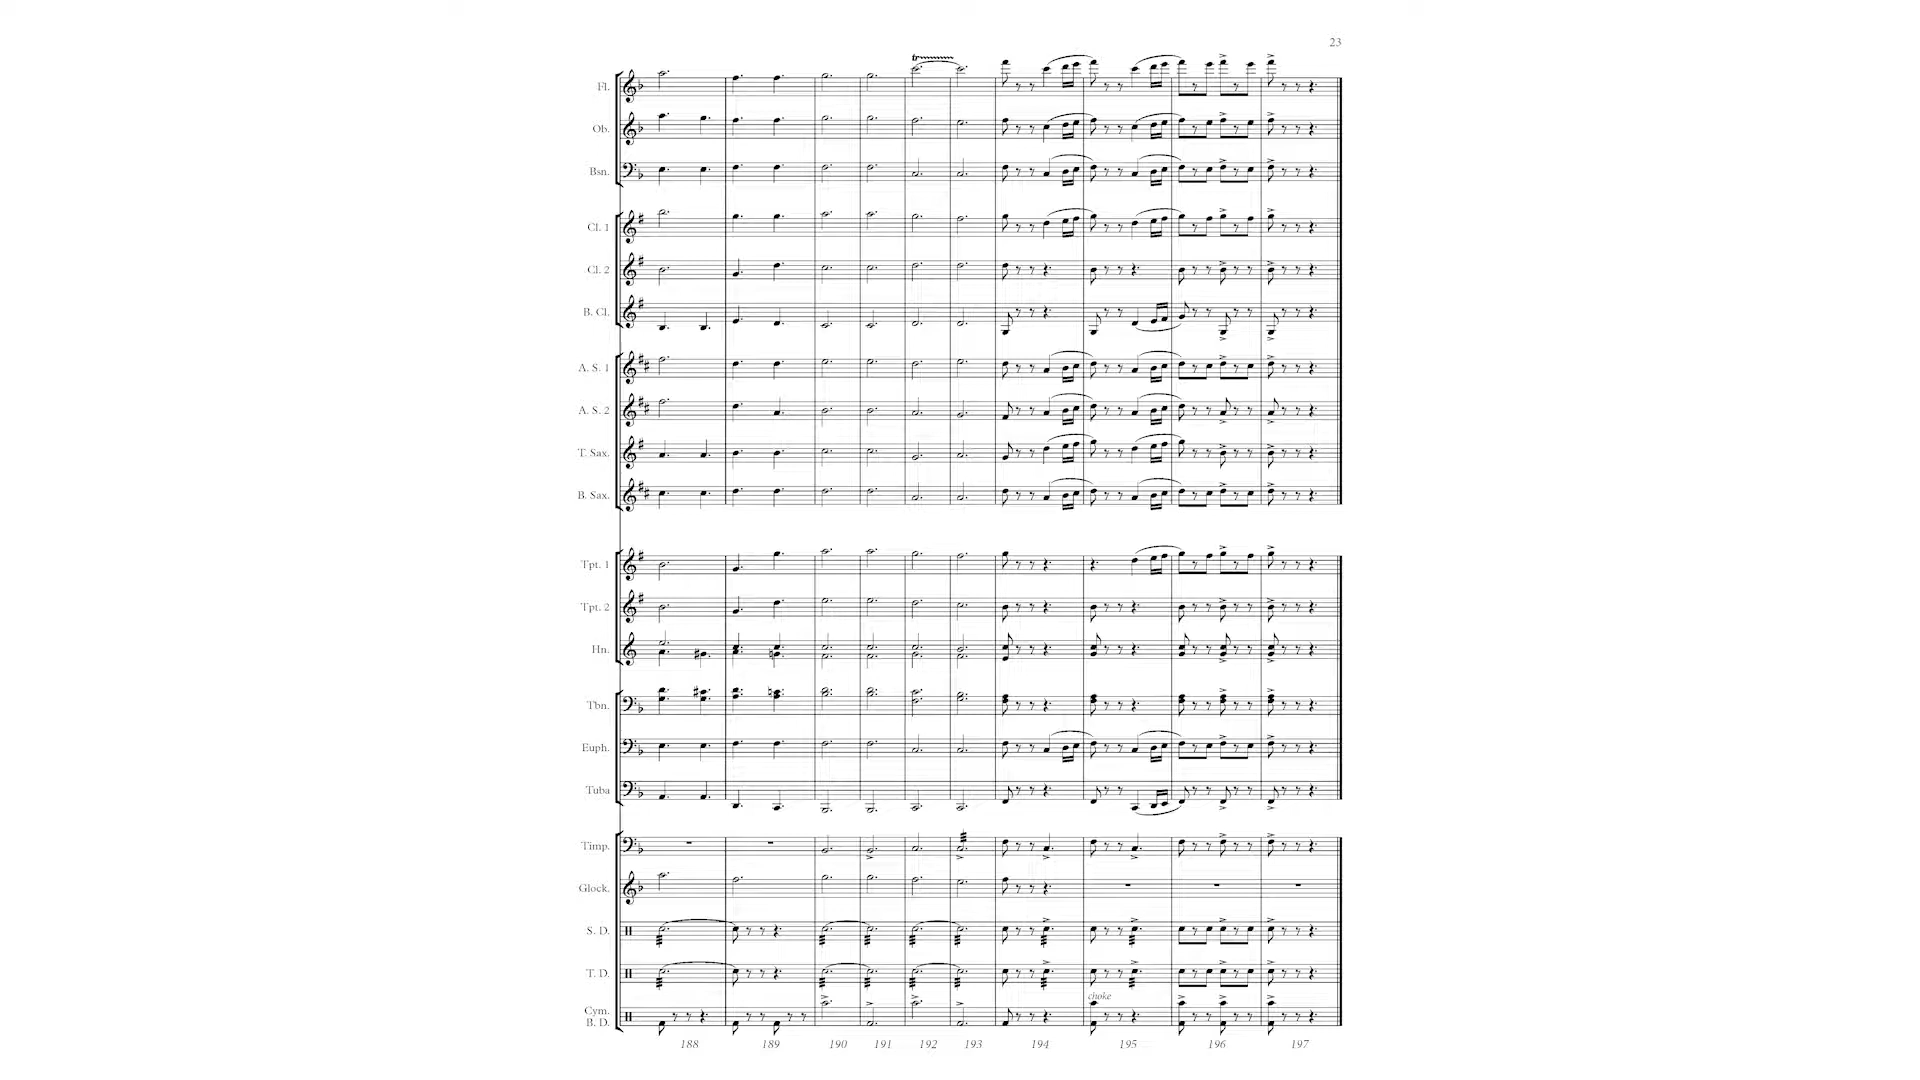 23
Fl.
Ob.
Bsn.
Cl. 1
Cl. 2
B. Cl.
A. S. 1
A. S. 2
T. Sax.
B. Sax.
Tpt. 1
Tpt. 2
Hn.
Tbn.
Euph.
Tuba
Timp.
Glock.
S. D.
T. D.
choke
Cym.
B. D.
188 189 190 191 192 193 194 195 196 197